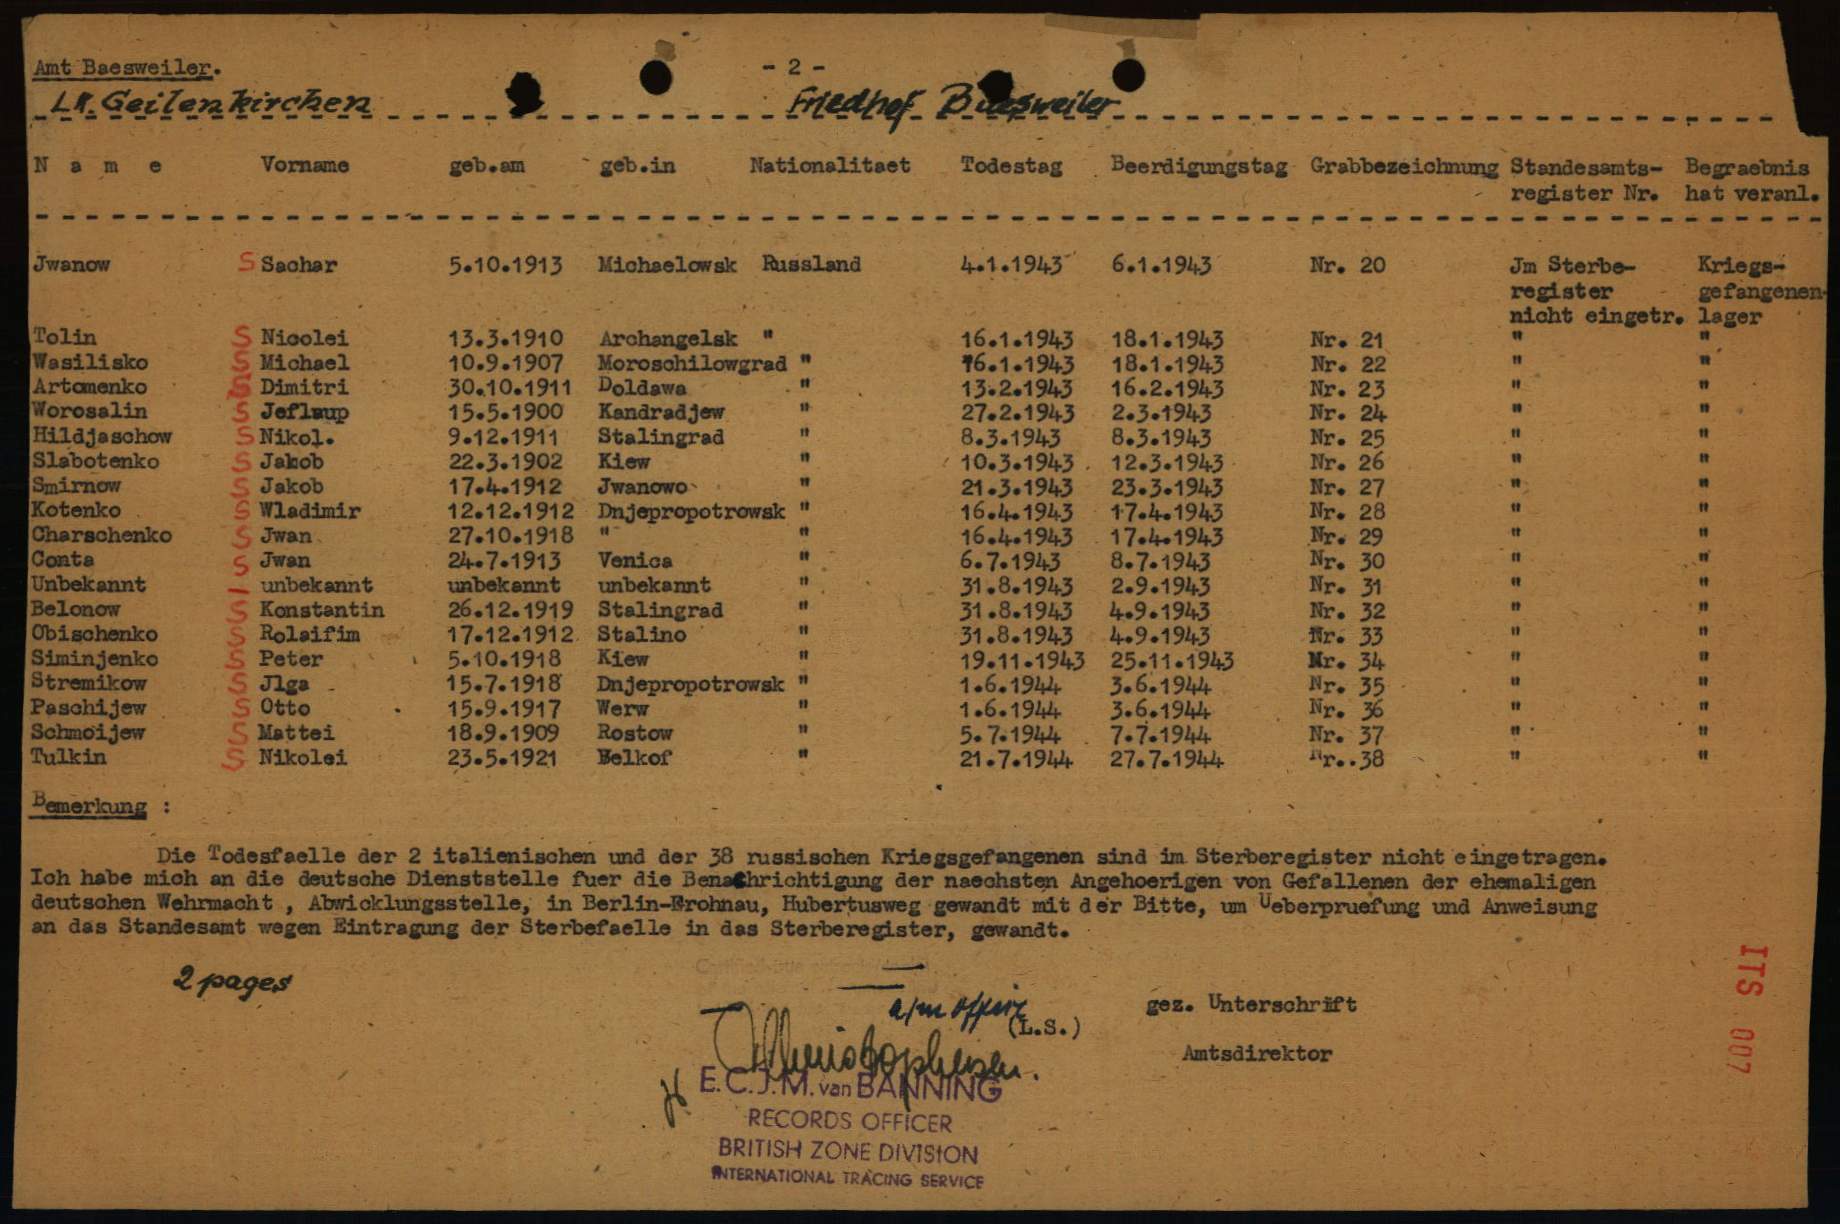 Amt Baesweiler. - 2 -
LK. Geilenkirchen Friedhof Baesweiler
N a m e Vorname geb.am geb.in Nationalitaet Todestag Beerdigungstag Grabbezeichnung Standesamts- Begraebnis
register Nr. hat veranl.
Jwanow S Sachar 5.10.1913 Michaelowsk Russland 4.1.1943 6.1.1943 Nr. 20 Jm Sterbe- Kriegs-
register gefangenen-
nicht eingetr. lager
Tolin S Nicolei 13.3.1910 Archangelsk " 16.1.1943 18.1.1943 Nr. 21 " "
Wasilisko S Michael 10.9.1907 Moroschilowgrad " 16.1.1943 18.1.1943 Nr. 22 " "
Artomenko S Dimitri 30.10.1911 Doldawa " 13.2.1943 16.2.1943 Nr. 23 " "
Worosalin S Jeflaup 15.5.1900 Kandradjew " 27.2.1943 2.3.1943 Nr. 24 " "
Hildjaschow S Nikol. 9.12.1911 Stalingrad " 8.3.1943 8.3.1943 Nr. 25 " "
Slabotenko S Jakob 22.3.1902 Kiew " 10.3.1943 12.3.1943 Nr. 26 " "
Smirnow S Jakob 17.4.1912 Jwanowo " 21.3.1943 23.3.1943 Nr. 27 " "
Kotenko S Wladimir 12.12.1912 Dnjepropotrowsk " 16.4.1943 17.4.1943 Nr. 28 " "
Charschenko S Jwan 27.10.1918 " " 16.4.1943 17.4.1943 Nr. 29 " "
Conta S Jwan 24.7.1913 Venica " 6.7.1943 8.7.1943 Nr. 30 " "
Unbekannt 1 unbekannt unbekannt unbekannt " 31.8.1943 2.9.1943 Nr. 31 " "
Belonow S Konstantin 26.12.1919 Stalingrad " 31.8.1943 4.9.1943 Nr. 32 " "
Obischenko S Rolaifim 17.12.1912 Stalino " 31.8.1943 4.9.1943 Nr. 33 " "
Siminjenko S Peter 5.10.1918 Kiew " 19.11.1943 25.11.1943 Nr. 34 " "
Stremikow S Jlga 15.7.1918 Dnjepropotrowsk " 1.6.1944 3.6.1944 Nr. 35 " "
Paschijew S Otto 15.9.1917 Werw " 1.6.1944 3.6.1944 Nr. 36 " "
Schmoijew S Mattei 18.9.1909 Rostow " 5.7.1944 7.7.1944 Nr. 37 " "
Tulkin S Nikolei 23.5.1921 Belkof " 21.7.1944 27.7.1944 Nr..38 " "
Bemerkung :
Die Todesfaelle der 2 italienischen und der 38 russischen Kriegsgefangenen sind im Sterberegister nicht eingetragen.
Ich habe mich an die deutsche Dienststelle fuer die Benachrichtigung der naechsten Angehoerigen von Gefallenen der ehemaligen
deutschen Wehrmacht , Abwicklungsstelle, in Berlin-Frohnau, Hubertusweg gewandt mit der Bitte, um Ueberpruefung und Anweisung
an das Standesamt wegen Eintragung der Sterbefaelle in das Sterberegister, gewandt.
2 pages
gez. Unterschrift
(L.S.)
Amtsdirektor
E.C.J.M. van BANNING
RECORDS OFFICER
BRITISH ZONE DIVISION
INTERNATIONAL TRACING SERVICE
ITS 007